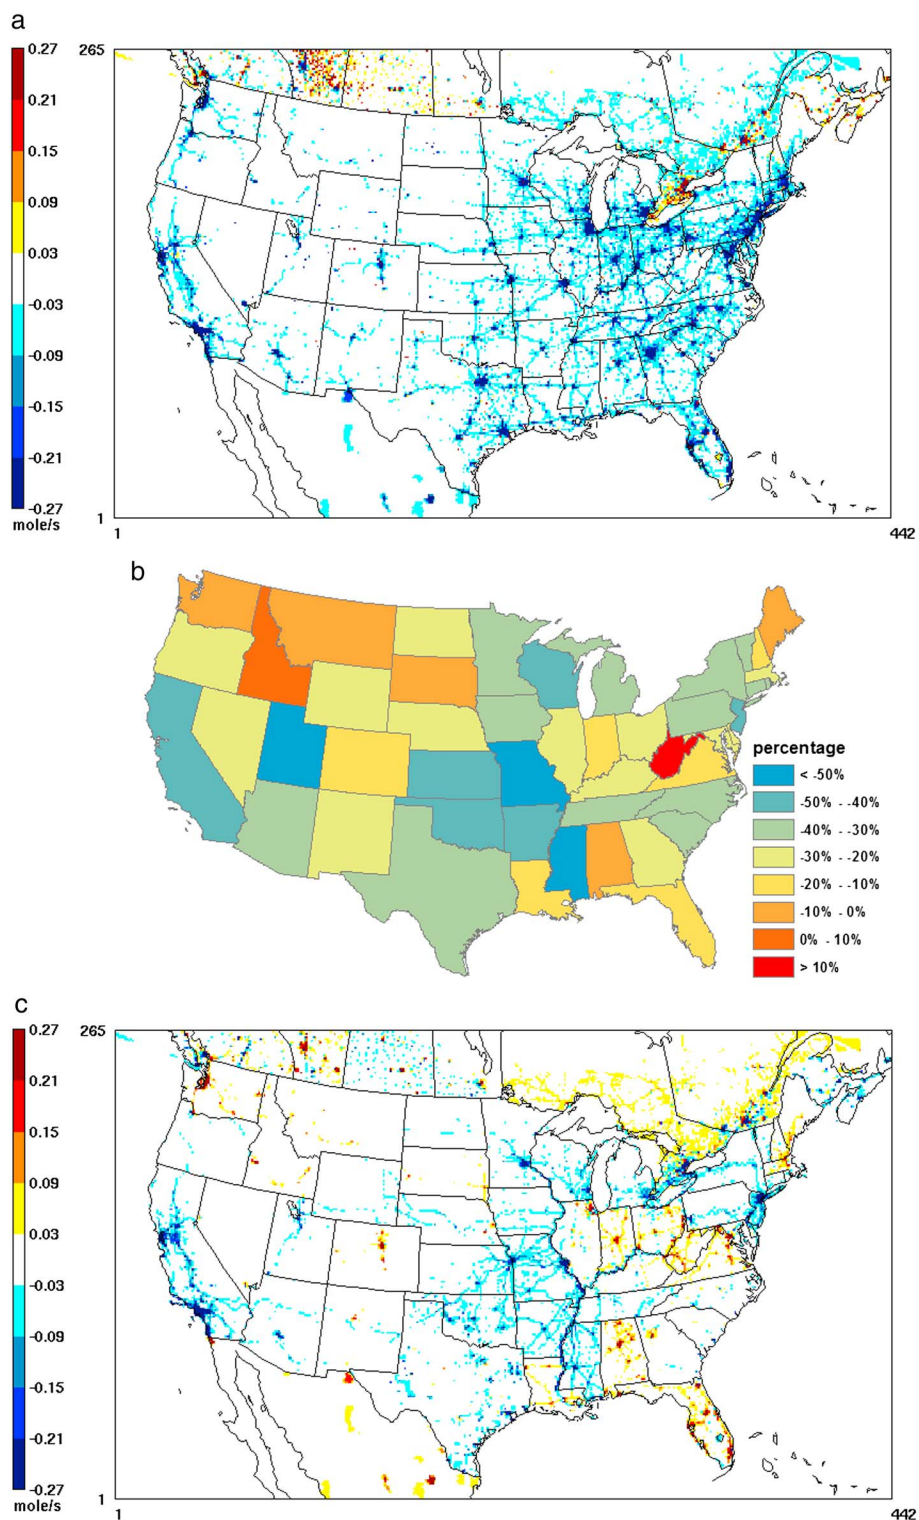 a
0.27
0.21
0.15
0.09
0.03
-0.03
-0.09
-0.15
-0.21
-0.27
mole/s
265
1
1 442
b
percentage
< -50%
-50% - -40%
-40% - -30%
-30% - -20%
-20% - -10%
-10% - 0%
0% - 10%
> 10%
c
0.27
0.21
0.15
0.09
0.03
-0.03
-0.09
-0.15
-0.21
-0.27
mole/s
265
1
1 442